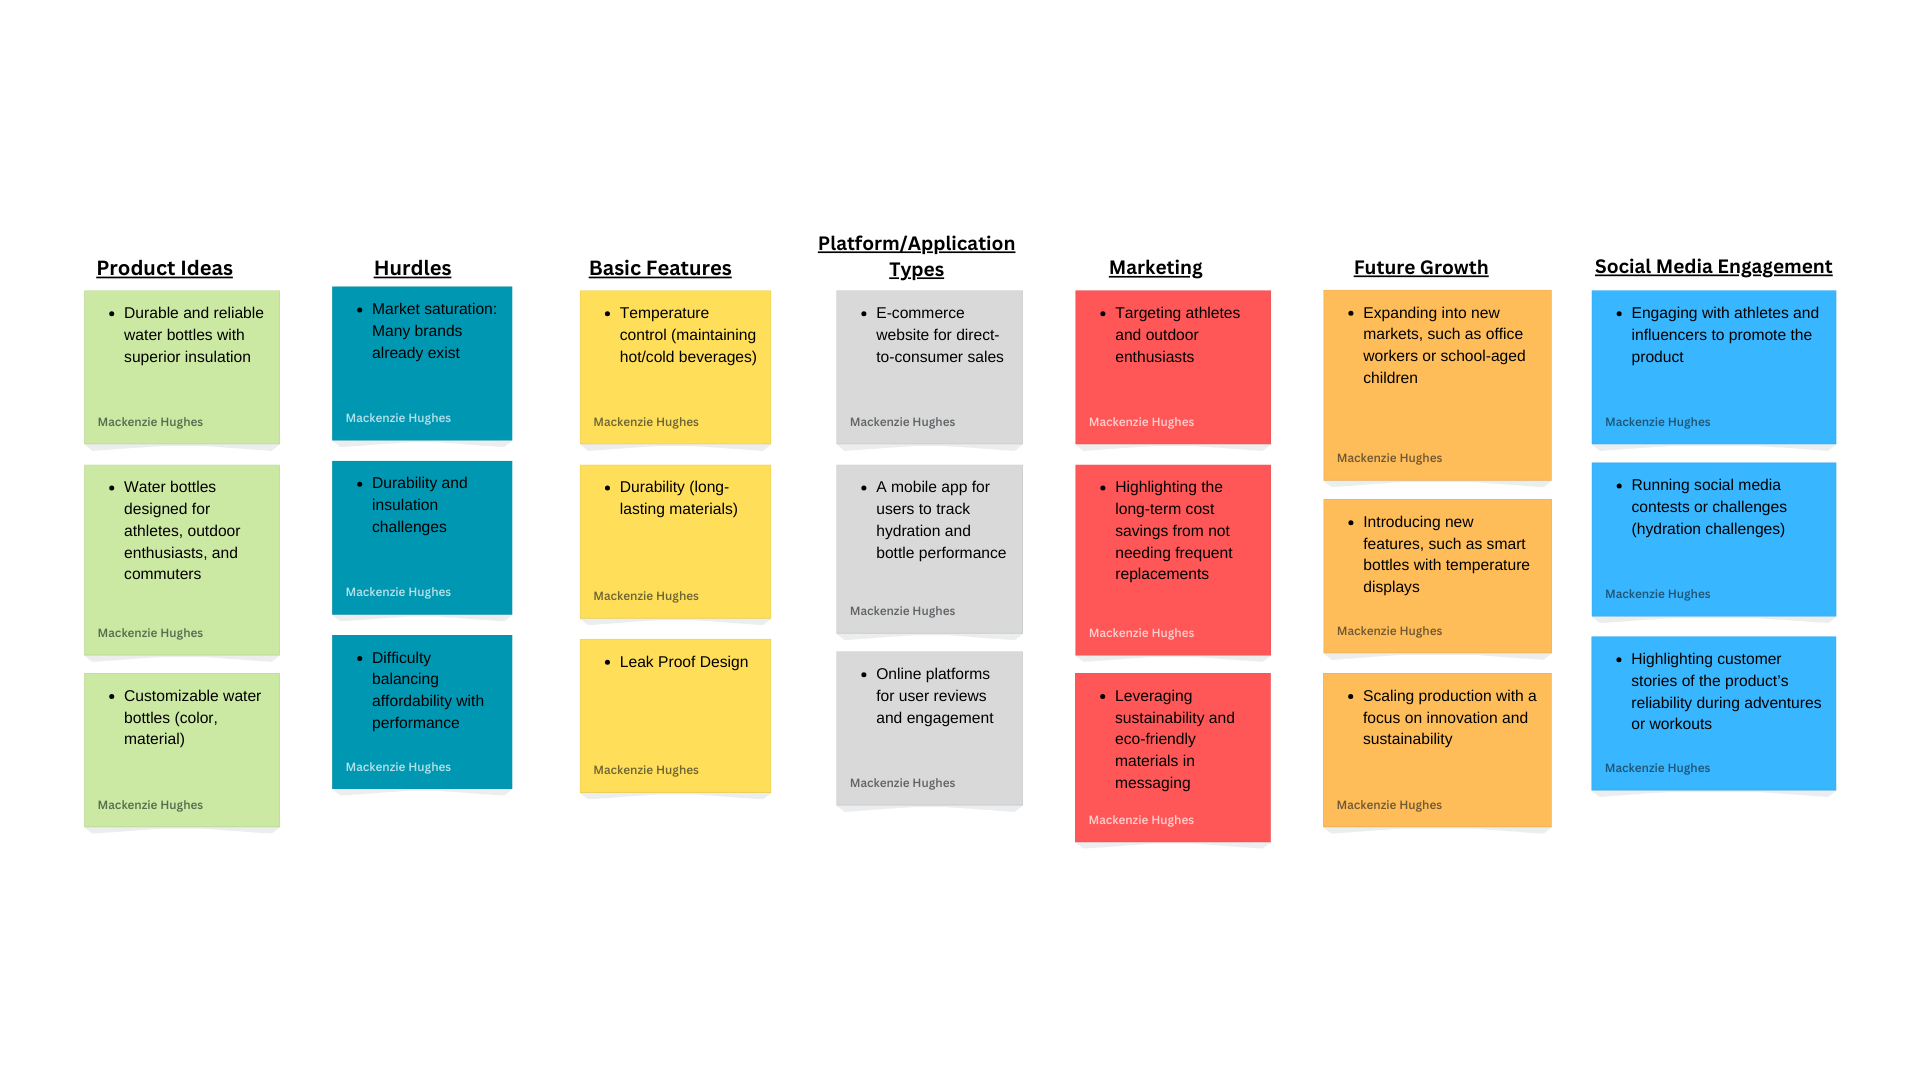 Product Ideas
• Durable and reliable
water bottles with
superior insulation
Mackenzie Hughes
• Water bottles
designed for
athletes, outdoor
enthusiasts, and
commuters
Mackenzie Hughes
• Customizable water
bottles (color,
material)
Mackenzie Hughes
Hurdles
• Market saturation:
Many brands
already exist
Mackenzie Hughes
• Durability and
insulation
challenges
Mackenzie Hughes
• Difficulty
balancing
affordability with
performance
Mackenzie Hughes
Basic Features
• Temperature
control (maintaining
hot/cold beverages)
Mackenzie Hughes
• Durability (long-
lasting materials)
Mackenzie Hughes
• Leak Proof Design
Mackenzie Hughes
Platform/Application
Types
• E-commerce
website for direct-
to-consumer sales
Mackenzie Hughes
• A mobile app for
users to track
hydration and
bottle performance
Mackenzie Hughes
• Online platforms
for user reviews
and engagement
Mackenzie Hughes
Marketing
• Targeting athletes
and outdoor
enthusiasts
Mackenzie Hughes
• Highlighting the
long-term cost
savings from not
needing frequent
replacements
Mackenzie Hughes
• Leveraging
sustainability and
eco-friendly
materials in
messaging
Mackenzie Hughes
Future Growth
• Expanding into new
markets, such as office
workers or school-aged
children
Mackenzie Hughes
• Introducing new
features, such as smart
bottles with temperature
displays
Mackenzie Hughes
• Scaling production with a
focus on innovation and
sustainability
Mackenzie Hughes
Social Media Engagement
• Engaging with athletes and
influencers to promote the
product
Mackenzie Hughes
• Running social media
contests or challenges
(hydration challenges)
Mackenzie Hughes
• Highlighting customer
stories of the product’s
reliability during adventures
or workouts
Mackenzie Hughes